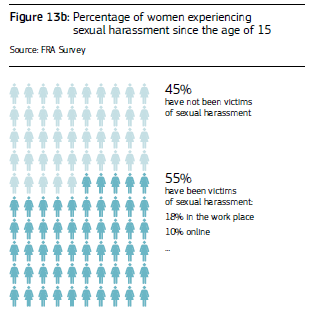 Figure 13b: Percentage of women experiencing
sexual harassment since the age of 15
Source: FRA Survey
45%
have not been victims
of sexual harassment
55%
have been victims
of sexual harassment:
18% in the work place
10% online
...